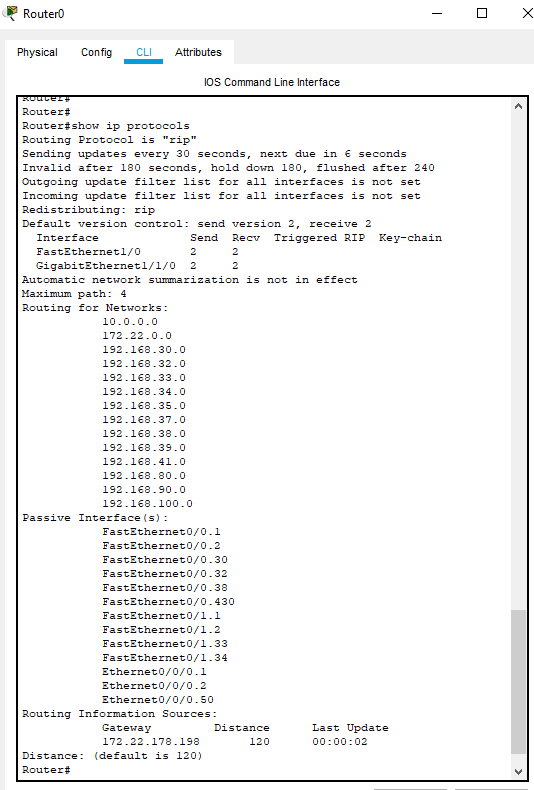 Router0
Physical Config CLI Attributes
IOS Command Line Interface
Router#
Router#
Router#show ip protocols
Routing Protocol is "rip"
Sending updates every 30 seconds, next due in 6 seconds
Invalid after 180 seconds, hold down 180, flushed after 240
Outgoing update filter list for all interfaces is not set
Incoming update filter list for all interfaces is not set
Redistributing: rip
Default version control: send version 2, receive 2
Interface Send Recv Triggered RIP Key-chain
FastEthernet1/0 2 2
GigabitEthernet1/1/0 2 2
Automatic network summarization is not in effect
Maximum path: 4
Routing for Networks:
10.0.0.0
172.22.0.0
192.168.30.0
192.168.32.0
192.168.33.0
192.168.34.0
192.168.35.0
192.168.37.0
192.168.38.0
192.168.39.0
192.168.41.0
192.168.80.0
192.168.90.0
192.168.100.0
Passive Interface(s):
FastEthernet0/0.1
FastEthernet0/0.2
FastEthernet0/0.30
FastEthernet0/0.32
FastEthernet0/0.38
FastEthernet0/0.430
FastEthernet0/1.1
FastEthernet0/1.2
FastEthernet0/1.33
FastEthernet0/1.34
Ethernet0/0/0.1
Ethernet0/0/0.2
Ethernet0/0/0.50
Routing Information Sources:
Gateway Distance Last Update
172.22.178.198 120 00:00:02
Distance: (default is 120)
Router#